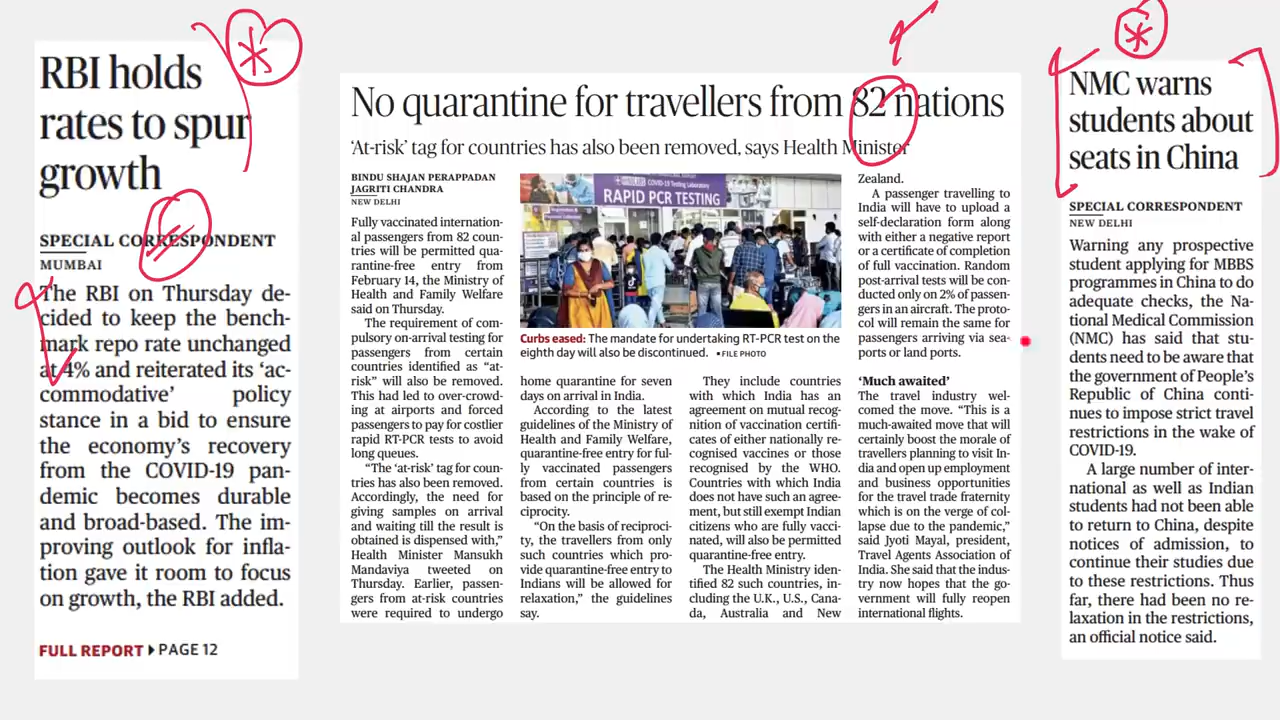 RBI holds
rates to spur
growth
SPECIAL CORRESPONDENT
MUMBAI
The RBI on Thursday de-
cided to keep the bench-
mark repo rate unchanged
at 4% and reiterated its ‘ac-
commodative’ policy
stance in a bid to ensure
the economy’s recovery
from the COVID-19 pan-
demic becomes durable
and broad-based. The im-
proving outlook for infla-
tion gave it room to focus
on growth, the RBI added.
FULL REPORT PAGE 12
No quarantine for travellers from 82 nations
‘At-risk’ tag for countries has also been removed, says Health Minister
BINDU SHAJAN PERAPPADAN
JAGRITI CHANDRA
NEW DELHI
Fully vaccinated internation-
al passengers from 82 coun-
tries will be permitted qua-
rantine-free entry from
February 14, the Ministry of
Health and Family Welfare
said on Thursday.
The requirement of com-
pulsory on-arrival testing for
passengers from certain
countries identified as “at-
risk” will also be removed.
This had led to over-crowd-
ing at airports and forced
passengers to pay for costlier
rapid RT-PCR tests to avoid
long queues.
“The ‘at-risk’ tag for coun-
tries has also been removed.
Accordingly, the need for
giving samples on arrival
and waiting till the result is
obtained is dispensed with,”
Health Minister Mansukh
Mandaviya tweeted on
Thursday. Earlier, passen-
gers from at-risk countries
were required to undergo
COVID-19 Testing Laboratory
RAPID PCR TESTING
Curbs eased: The mandate for undertaking RT-PCR test on the
eighth day will also be discontinued. ▪ FILE PHOTO
home quarantine for seven
days on arrival in India.
According to the latest
guidelines of the Ministry of
Health and Family Welfare,
quarantine-free entry for ful-
ly vaccinated passengers
from certain countries is
based on the principle of re-
ciprocity.
“On the basis of reciproci-
ty, the travellers from only
such countries which pro-
vide quarantine-free entry to
Indians will be allowed for
relaxation,” the guidelines
say.
They include countries
with which India has an
agreement on mutual recog-
nition of vaccination certifi-
cates of either nationally re-
cognised vaccines or those
recognised by the WHO.
Countries with which India
does not have such an agree-
ment, but still exempt Indian
citizens who are fully vacci-
nated, will also be permitted
quarantine-free entry.
The Health Ministry iden-
tified 82 such countries, in-
cluding the U.K., U.S., Cana-
da, Australia and New
Zealand.
A passenger travelling to
India will have to upload a
self-declaration form along
with either a negative report
or a certificate of completion
of full vaccination. Random
post-arrival tests will be con-
ducted only on 2% of passen-
gers in an aircraft. The proto-
col will remain the same for
passengers arriving via sea-
ports or land ports.
‘Much awaited’
The travel industry wel-
comed the move. “This is a
much-awaited move that will
certainly boost the morale of
travellers planning to visit In-
dia and open up employment
and business opportunities
for the travel trade fraternity
which is on the verge of col-
lapse due to the pandemic,”
said Jyoti Mayal, president,
Travel Agents Association of
India. She said that the indus-
try now hopes that the go-
vernment will fully reopen
international flights.
NMC warns
students about
seats in China
SPECIAL CORRESPONDENT
NEW DELHI
Warning any prospective
student applying for MBBS
programmes in China to do
adequate checks, the Na-
tional Medical Commission
(NMC) has said that stu-
dents need to be aware that
the government of People’s
Republic of China conti-
nues to impose strict travel
restrictions in the wake of
COVID-19.
A large number of inter-
national as well as Indian
students had not been able
to return to China, despite
notices of admission, to
continue their studies due
to these restrictions. Thus
far, there had been no re-
laxation in the restrictions,
an official notice said.